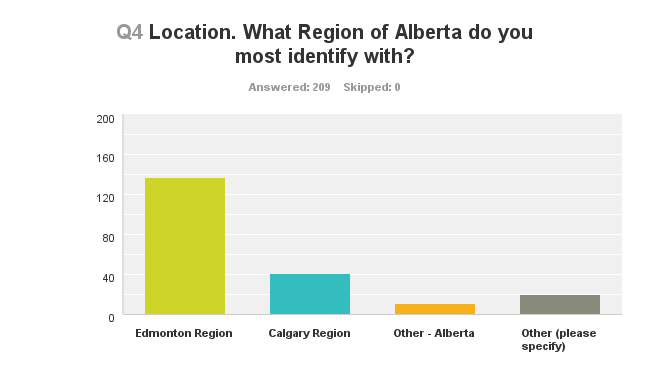 Q4 Location. What Region of Alberta do you
most identify with?
Answered: 209 Skipped: 0
200
160
120
80
40
0
Edmonton Region
Calgary Region
Other - Alberta
Other (please
specify)